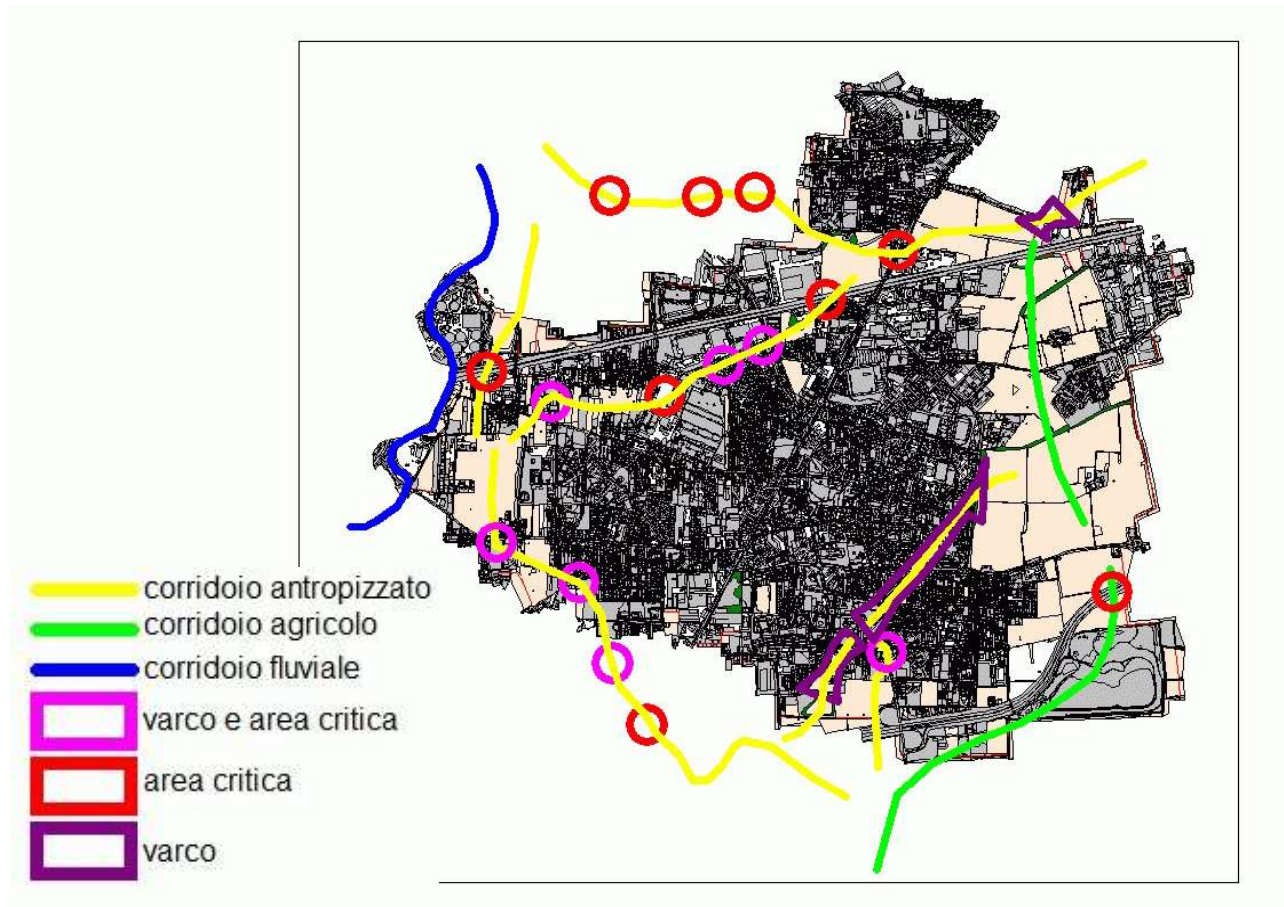 corridoio antropizzato
corridoio agricolo
corridoio fluviale
varco e area critica
area critica
varco